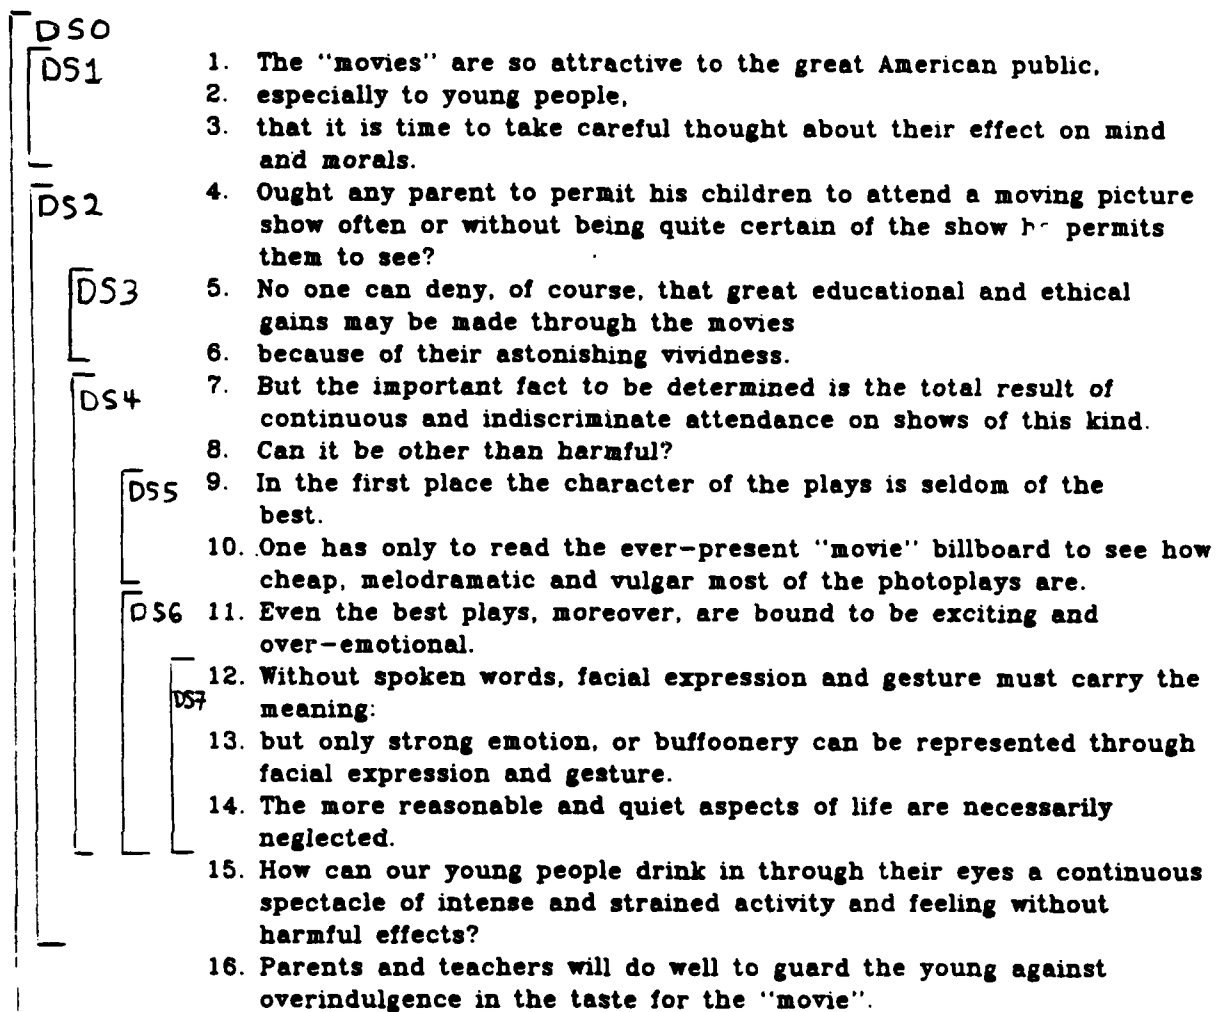 DS0
DS1 1. The "movies" are so attractive to the great American public,
2. especially to young people,
3. that it is time to take careful thought about their effect on mind
and morals.
DS2 4. Ought any parent to permit his children to attend a moving picture
show often or without being quite certain of the show permits
them to see?
DS3 5. No one can deny, of course, that great educational and ethical
gains may be made through the movies
6. because of their astonishing vividness.
DS4 7. But the important fact to be determined is the total result of
continuous and indiscriminate attendance on shows of this kind.
8. Can it be other than harmful?
DS5 9. In the first place the character of the plays is seldom of the
best.
10. One has only to read the ever-present "movie" billboard to see how
cheap, melodramatic and vulgar most of the photoplays are.
DS6 11. Even the best plays, moreover, are bound to be exciting and
over-emotional.
DS7 12. Without spoken words, facial expression and gesture must carry the
meaning:
13. but only strong emotion, or buffoonery can be represented through
facial expression and gesture.
14. The more reasonable and quiet aspects of life are necessarily
neglected.
15. How can our young people drink in through their eyes a continuous
spectacle of intense and strained activity and feeling without
harmful effects?
16. Parents and teachers will do well to guard the young against
overindulgence in the taste for the "movie".